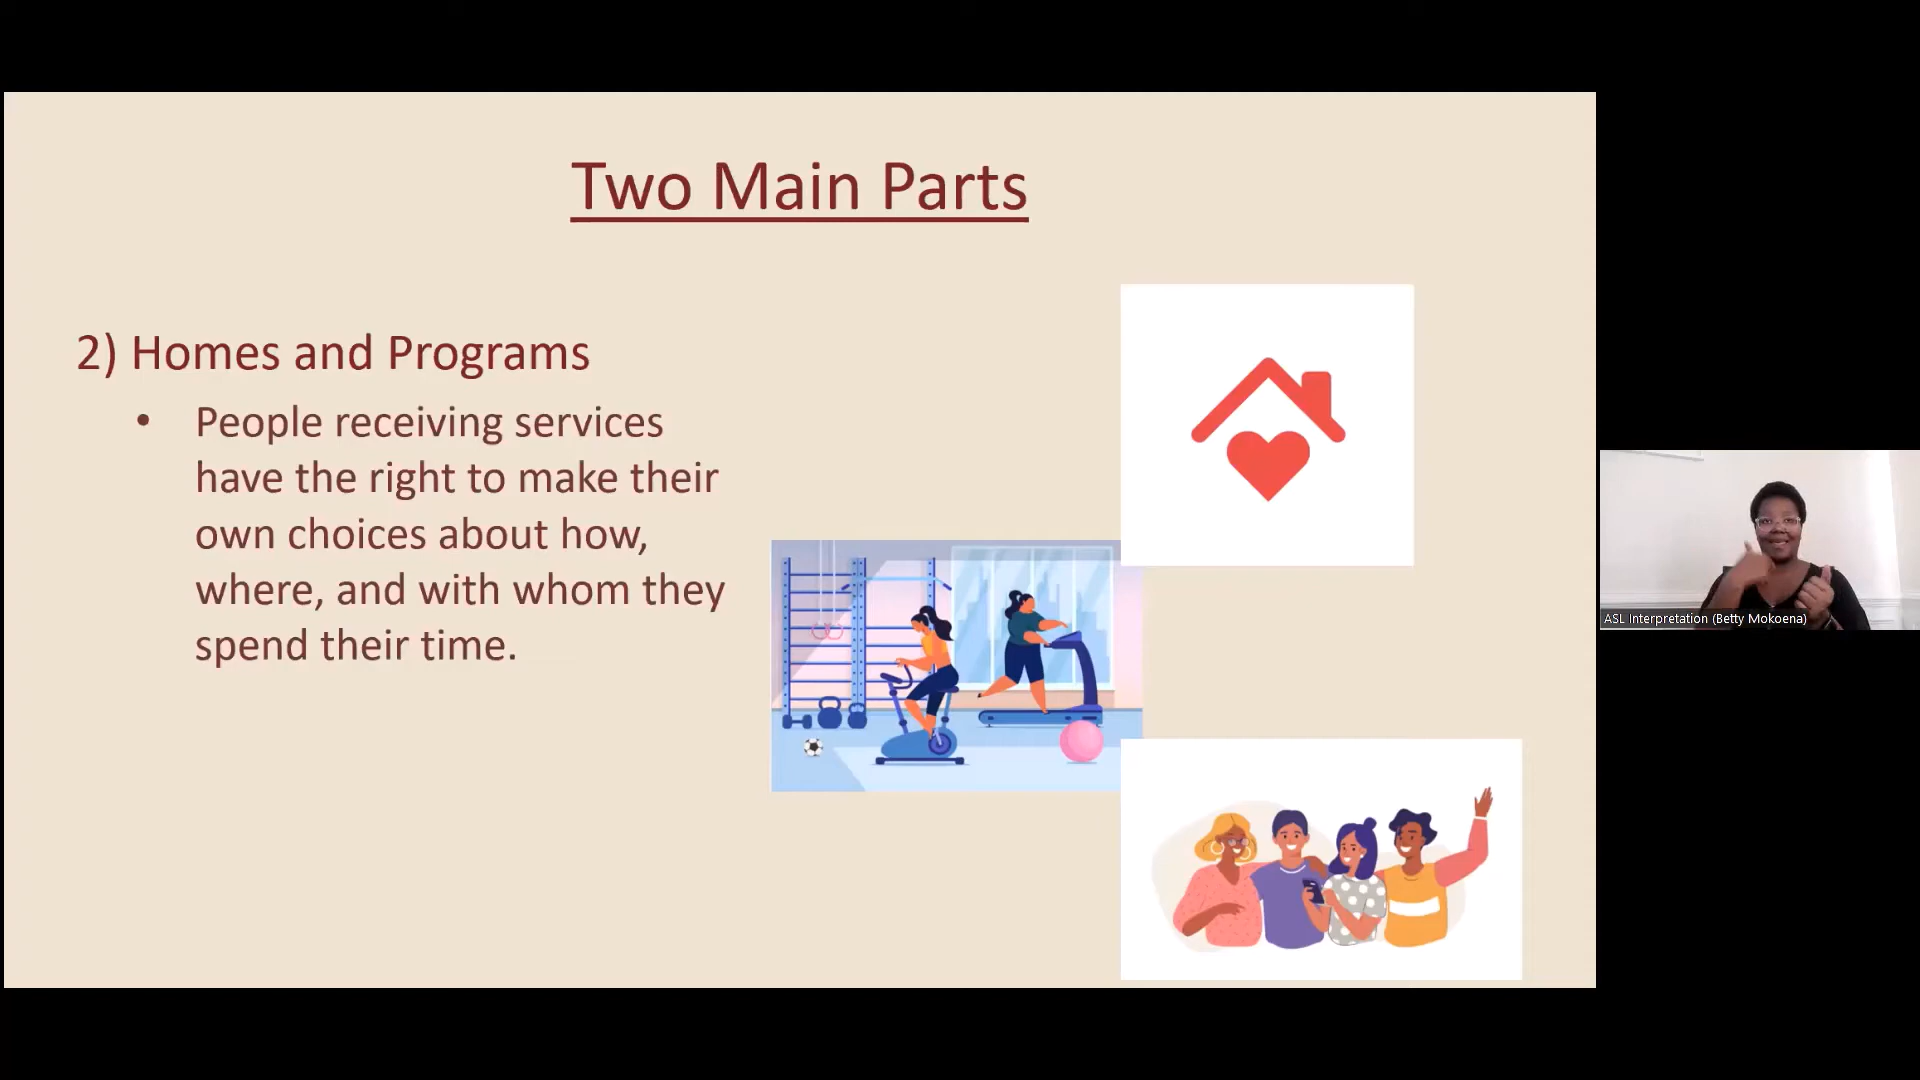 Two Main Parts
2) Homes and Programs
• People receiving services
have the right to make their
own choices about how,
where, and with whom they
spend their time.
ASL Interpretation (Betty Mokoena)